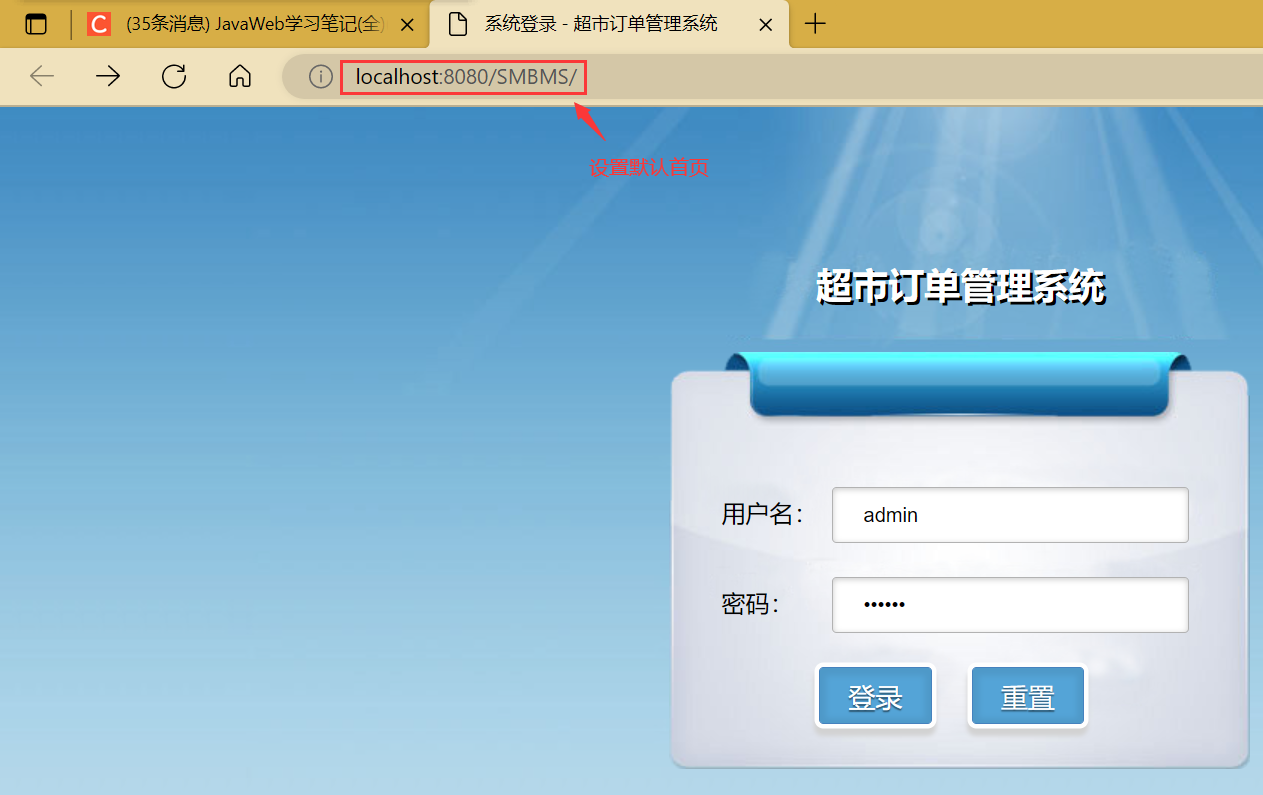 (35条消息) JavaWeb学习笔记(全)
系统登录 - 超市订单管理系统
localhost:8080/SMBMS/
设置默认首页
超市订单管理系统
用户名：
admin
密码：
••••••
登录
重置